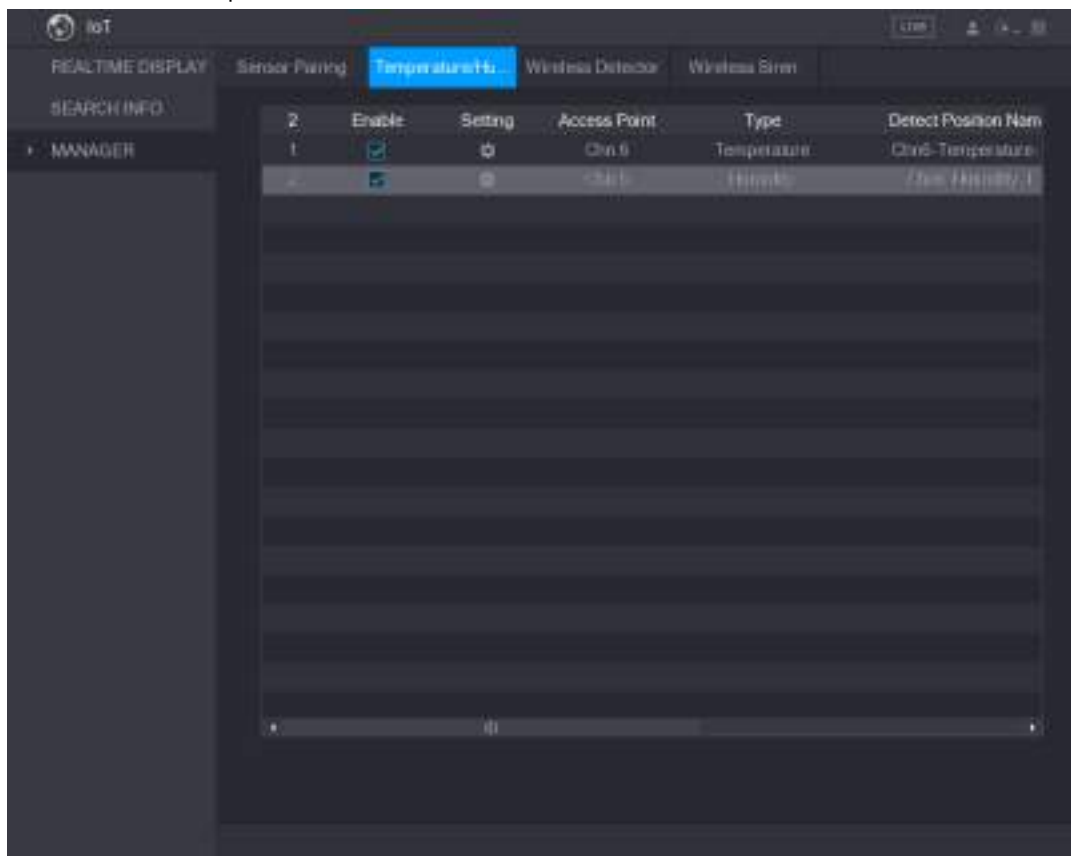 IoT
LIVE
REALTIME DISPLAY
SEARCH INFO
MANAGER
Sensor Pairing Temperature/Hu... Wireless Detector Wireless Siren
2 Enable Setting Access Point Type Detect Position Nam
1 Chn 6 Temperature Chn6-Temperature-
2 Humidity